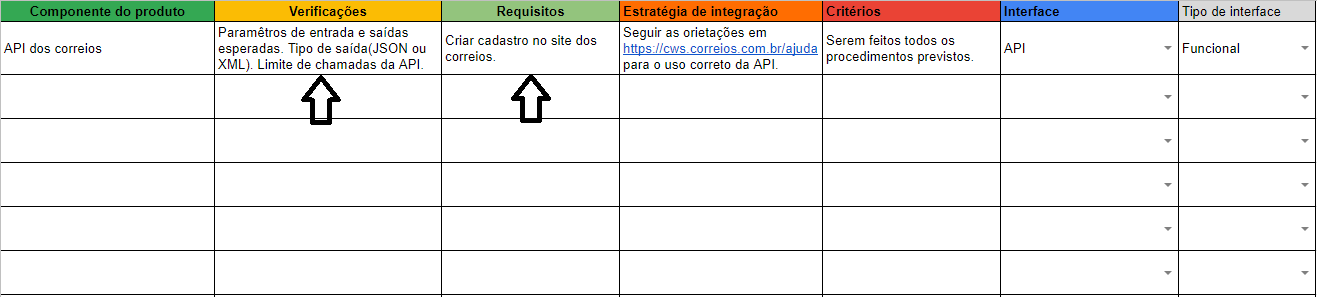 Componente do produto Verificações Requisitos Estratégia de integração Critérios Interface Tipo de interface
API dos correios
Paramêtros de entrada e saídas
esperadas. Tipo de saída(JSON ou
XML). Limite de chamadas da API.
Criar cadastro no site dos
correios.
Seguir as orietações em
https://cws.correios.com.br/ajuda
para o uso correto da API.
Serem feitos todos os
procedimentos previstos.
API
Funcional